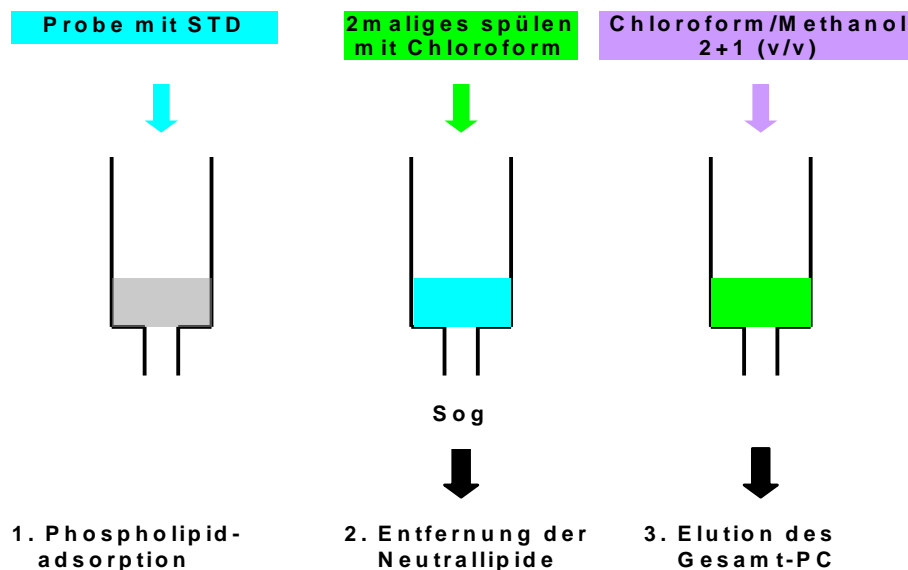 Probe mit STD
2maliges spülen
mit Chloroform
Chloroform/Methanol
2+1 (v/v)
Sog
1. Phospholipid-
adsorption
2. Entfernung der
Neutrallipide
3. Elution des
Gesamt-PC